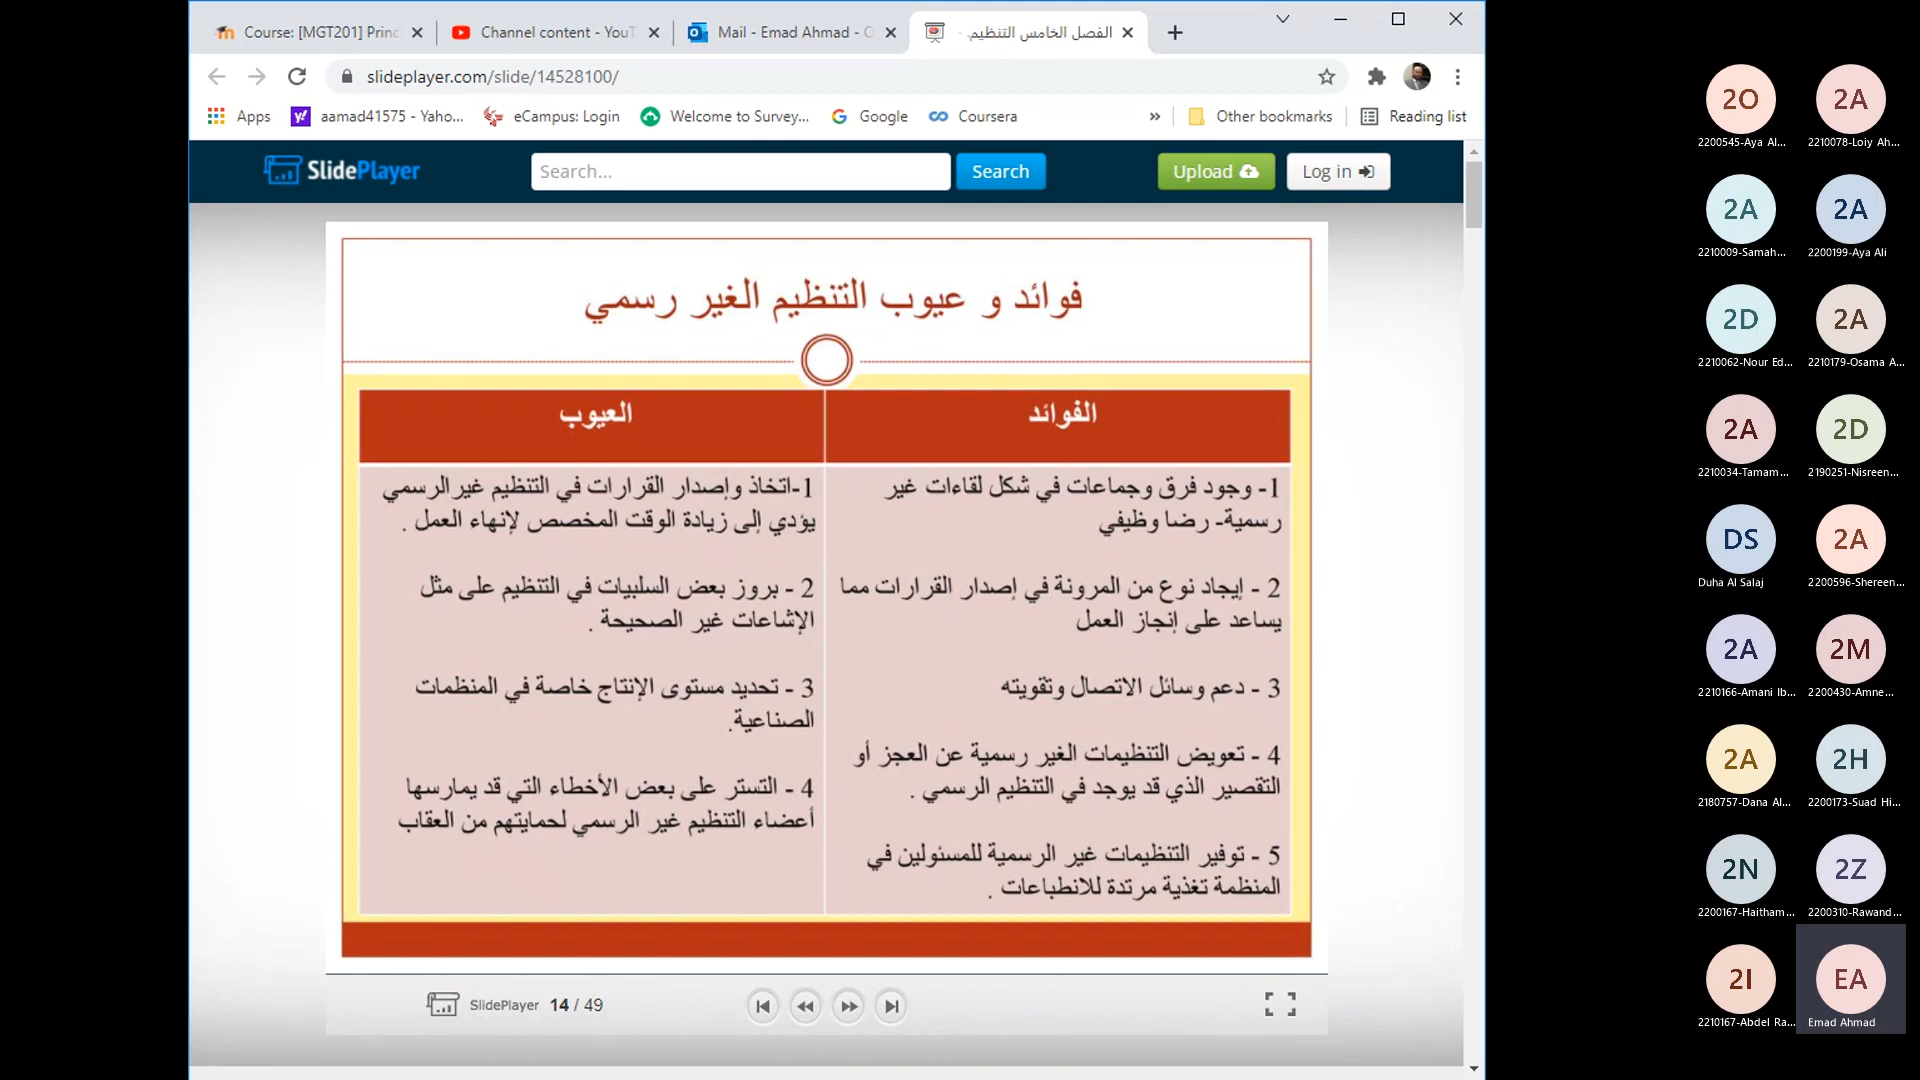 Course: [MGT201] Princ
Channel content - YouT
Mail - Emad Ahmad - O
الفصل الخامس التنظيم. -
slideplayer.com/slide/14528100/
Apps
aamad41575 - Yaho...
eCampus: Login
Welcome to Survey...
Google
Coursera
»
Other bookmarks
Reading list
SlidePlayer
Search...
Search
Upload
Log in
فوائد و عيوب التنظيم الغير رسمي
الفوائد
1- وجود فرق وجماعات في شكل لقاءات غير
رسمية- رضا وظيفي
2 - إيجاد نوع من المرونة في إصدار القرارات مما
يساعد على إنجاز العمل
3 - دعم وسائل الاتصال وتقويته
4 - تعويض التنظيمات الغير رسمية عن العجز أو
التقصير الذي قد يوجد في التنظيم الرسمي .
5 - توفير التنظيمات غير الرسمية للمسئولين في
المنظمة تغذية مرتدة للانطباعات .
العيوب
1-اتخاذ وإصدار القرارات في التنظيم غير الرسمي
يؤدي إلى زيادة الوقت المخصص لإنهاء العمل .
2 - بروز بعض السلبيات في التنظيم على مثل
الإشاعات غير الصحيحة .
3 - تحديد مستوى الإنتاج خاصة في المنظمات
الصناعية.
4 - التستر على بعض الأخطاء التي قد يمارسها
أعضاء التنظيم غير الرسمي لحمايتهم من العقاب
SlidePlayer 14 / 49
2O
2200545-Aya Al...
2A
2210078-Loiy Ah...
2A
2210009-Samah...
2A
2200199-Aya Ali
2D
2210062-Nour Ed...
2A
2210179-Osama A...
2A
2210034-Tamam...
2D
2190251-Nisreen...
DS
Duha Al Salaj
2A
2200596-Shereen...
2A
2210166-Amani Ib...
2M
2200430-Amne...
2A
2180757-Dana Al...
2H
2200173-Suad Hi...
2N
2200167-Haitham...
2Z
2200310-Rawand...
2I
2210167-Abdel Ra...
EA
Emad Ahmad